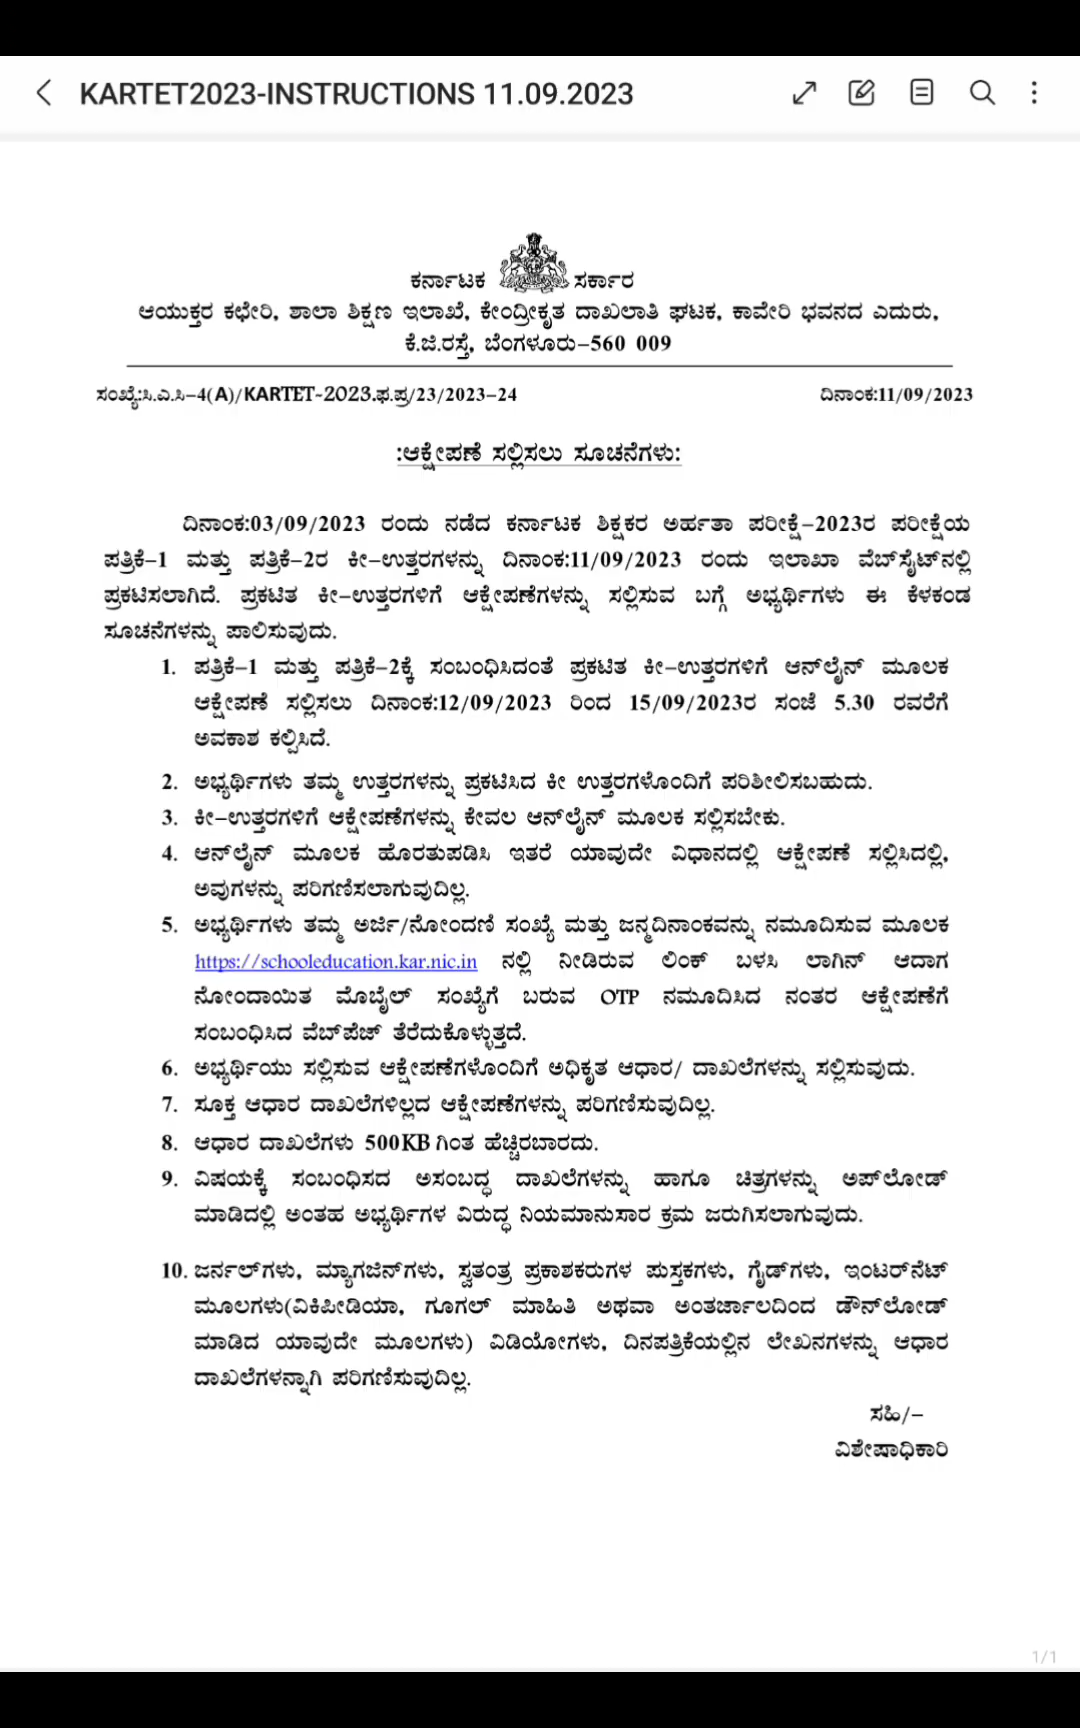 KARTET2023-INSTRUCTIONS 11.09.2023
ಕರ್ನಾಟಕ ಸರ್ಕಾರ
ಆಯುಕ್ತರ ಕಛೇರಿ, ಶಾಲಾ ಶಿಕ್ಷಣ ಇಲಾಖೆ, ಕೇಂದ್ರೀಕೃತ ದಾಖಲಾತಿ ಘಟಕ, ಕಾವೇರಿ ಭವನದ ಎದುರು,
ಕೆ.ಜಿ.ರಸ್ತೆ, ಬೆಂಗಳೂರು-560 009
ಸಂಖ್ಯೆ:ಸಿ.ಎ.ಸಿ-4(A)/KARTET-2023.ಫ.ಪ್ರ/23/2023-24 ದಿನಾಂಕ:11/09/2023
:ಆಕ್ಷೇಪಣೆ ಸಲ್ಲಿಸಲು ಸೂಚನೆಗಳು:
ದಿನಾಂಕ:03/09/2023 ರಂದು ನಡೆದ ಕರ್ನಾಟಕ ಶಿಕ್ಷಕರ ಅರ್ಹತಾ ಪರೀಕ್ಷೆ-2023ರ ಪರೀಕ್ಷೆಯ
ಪತ್ರಿಕೆ-1 ಮತ್ತು ಪತ್ರಿಕೆ-2ರ ಕೀ-ಉತ್ತರಗಳನ್ನು ದಿನಾಂಕ:11/09/2023 ರಂದು ಇಲಾಖಾ ವೆಬ್‌ಸೈಟ್‌ನಲ್ಲಿ
ಪ್ರಕಟಿಸಲಾಗಿದೆ. ಪ್ರಕಟಿತ ಕೀ-ಉತ್ತರಗಳಿಗೆ ಆಕ್ಷೇಪಣೆಗಳನ್ನು ಸಲ್ಲಿಸುವ ಬಗ್ಗೆ ಅಭ್ಯರ್ಥಿಗಳು ಈ ಕೆಳಕಂಡ
ಸೂಚನೆಗಳನ್ನು ಪಾಲಿಸುವುದು.
1. ಪತ್ರಿಕೆ-1 ಮತ್ತು ಪತ್ರಿಕೆ-2ಕ್ಕೆ ಸಂಬಂಧಿಸಿದಂತೆ ಪ್ರಕಟಿತ ಕೀ-ಉತ್ತರಗಳಿಗೆ ಆನ್‌ಲೈನ್ ಮೂಲಕ
ಆಕ್ಷೇಪಣೆ ಸಲ್ಲಿಸಲು ದಿನಾಂಕ:12/09/2023 ರಿಂದ 15/09/2023ರ ಸಂಜೆ 5.30 ರವರೆಗೆ
ಅವಕಾಶ ಕಲ್ಪಿಸಿದೆ.
2. ಅಭ್ಯರ್ಥಿಗಳು ತಮ್ಮ ಉತ್ತರಗಳನ್ನು ಪ್ರಕಟಿಸಿದ ಕೀ ಉತ್ತರಗಳೊಂದಿಗೆ ಪರಿಶೀಲಿಸಬಹುದು.
3. ಕೀ-ಉತ್ತರಗಳಿಗೆ ಆಕ್ಷೇಪಣೆಗಳನ್ನು ಕೇವಲ ಆನ್‌ಲೈನ್ ಮೂಲಕ ಸಲ್ಲಿಸಬೇಕು.
4. ಆನ್‌ಲೈನ್ ಮೂಲಕ ಹೊರತುಪಡಿಸಿ ಇತರೆ ಯಾವುದೇ ವಿಧಾನದಲ್ಲಿ ಆಕ್ಷೇಪಣೆ ಸಲ್ಲಿಸಿದಲ್ಲಿ,
ಅವುಗಳನ್ನು ಪರಿಗಣಿಸಲಾಗುವುದಿಲ್ಲ.
5. ಅಭ್ಯರ್ಥಿಗಳು ತಮ್ಮ ಅರ್ಜಿ/ನೋಂದಣಿ ಸಂಖ್ಯೆ ಮತ್ತು ಜನ್ಮದಿನಾಂಕವನ್ನು ನಮೂದಿಸುವ ಮೂಲಕ
https://schooleducation.kar.nic.in ನಲ್ಲಿ ನೀಡಿರುವ ಲಿಂಕ್ ಬಳಸಿ ಲಾಗಿನ್ ಆದಾಗ
ನೋಂದಾಯಿತ ಮೊಬೈಲ್ ಸಂಖ್ಯೆಗೆ ಬರುವ OTP ನಮೂದಿಸಿದ ನಂತರ ಆಕ್ಷೇಪಣೆಗೆ
ಸಂಬಂಧಿಸಿದ ವೆಬ್‌ಪೇಜ್ ತೆರೆದುಕೊಳ್ಳುತ್ತದೆ.
6. ಅಭ್ಯರ್ಥಿಯು ಸಲ್ಲಿಸುವ ಆಕ್ಷೇಪಣೆಗಳೊಂದಿಗೆ ಅಧಿಕೃತ ಆಧಾರ/ ದಾಖಲೆಗಳನ್ನು ಸಲ್ಲಿಸುವುದು.
7. ಸೂಕ್ತ ಆಧಾರ ದಾಖಲೆಗಳಿಲ್ಲದ ಆಕ್ಷೇಪಣೆಗಳನ್ನು ಪರಿಗಣಿಸುವುದಿಲ್ಲ.
8. ಆಧಾರ ದಾಖಲೆಗಳು 500KB ಗಿಂತ ಹೆಚ್ಚಿರಬಾರದು.
9. ವಿಷಯಕ್ಕೆ ಸಂಬಂಧಿಸದ ಅಸಂಬದ್ಧ ದಾಖಲೆಗಳನ್ನು ಹಾಗೂ ಚಿತ್ರಗಳನ್ನು ಅಪ್‌ಲೋಡ್
ಮಾಡಿದಲ್ಲಿ ಅಂತಹ ಅಭ್ಯರ್ಥಿಗಳ ವಿರುದ್ಧ ನಿಯಮಾನುಸಾರ ಕ್ರಮ ಜರುಗಿಸಲಾಗುವುದು.
10. ಜರ್ನಲ್‌ಗಳು, ಮ್ಯಾಗಜಿನ್‌ಗಳು, ಸ್ವತಂತ್ರ ಪ್ರಕಾಶಕರುಗಳ ಪುಸ್ತಕಗಳು, ಗೈಡ್‌ಗಳು, ಇಂಟರ್‌ನೆಟ್
ಮೂಲಗಳು(ವಿಕಿಪೀಡಿಯಾ, ಗೂಗಲ್ ಮಾಹಿತಿ ಅಥವಾ ಅಂತರ್ಜಾಲದಿಂದ ಡೌನ್‌ಲೋಡ್
ಮಾಡಿದ ಯಾವುದೇ ಮೂಲಗಳು) ವಿಡಿಯೋಗಳು, ದಿನಪತ್ರಿಕೆಯಲ್ಲಿನ ಲೇಖನಗಳನ್ನು ಆಧಾರ
ದಾಖಲೆಗಳನ್ನಾಗಿ ಪರಿಗಣಿಸುವುದಿಲ್ಲ.
ಸಹಿ/-
ವಿಶೇಷಾಧಿಕಾರಿ
1/1